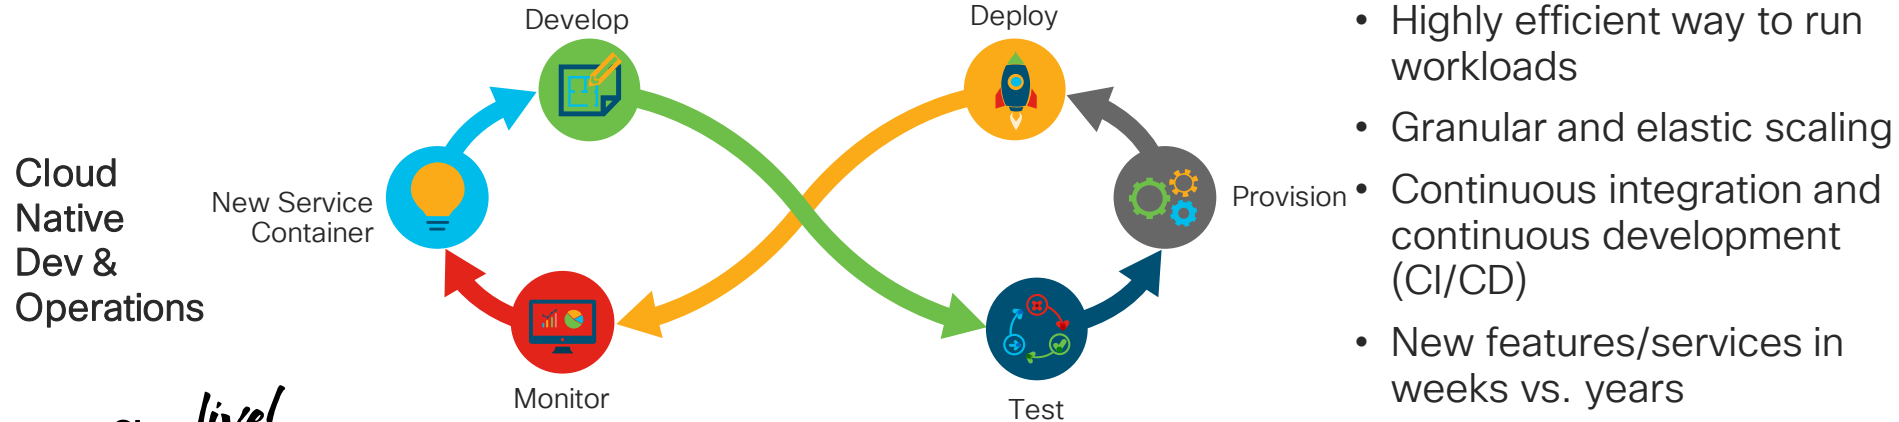 Cloud
Native
Dev &
Operations
Develop
Deploy
New Service
Container
Provision
Monitor
Test
• Highly efficient way to run
workloads
• Granular and elastic scaling
• Continuous integration and
continuous development
(CI/CD)
• New features/services in
weeks vs. years
live!